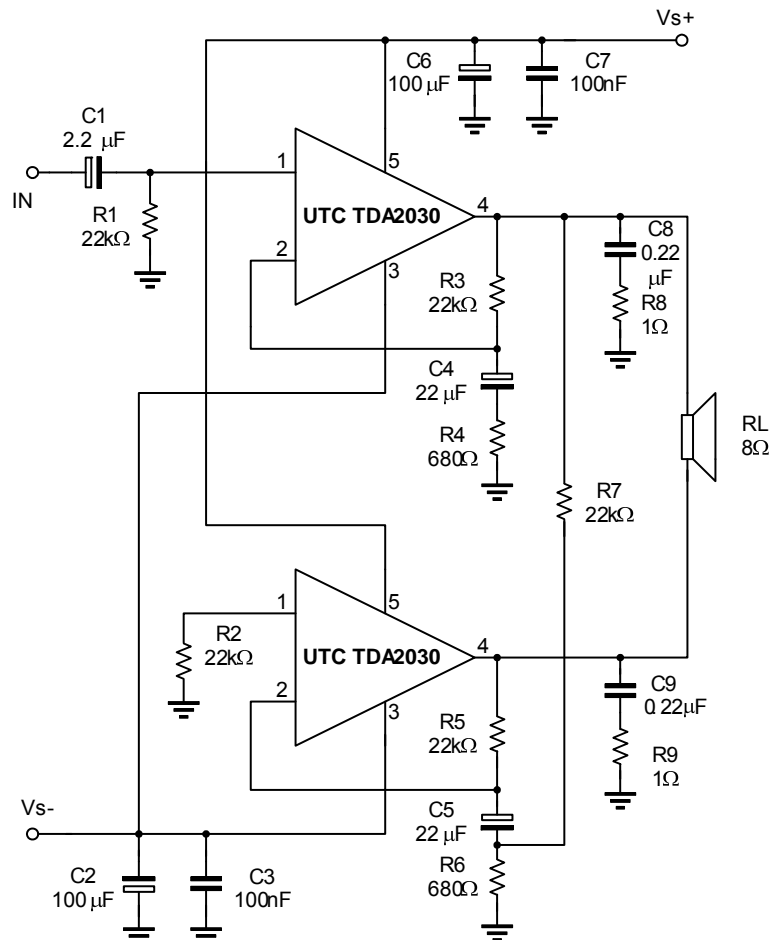 Vs+
C6
100 µF
C7
100nF
C1
2.2 µF
IN
R1
22kΩ
1
5
UTC TDA2030
4
2
3
R3
22kΩ
C8
0.22
µF
R8
1Ω
C4
22 µF
R4
680Ω
RL
8Ω
R7
22kΩ
1
5
R2
22kΩ
UTC TDA2030
4
2
3
R5
22kΩ
C9
0.22µF
R9
1Ω
Vs-
C5
22 µF
R6
680Ω
C2
100 µF
C3
100nF